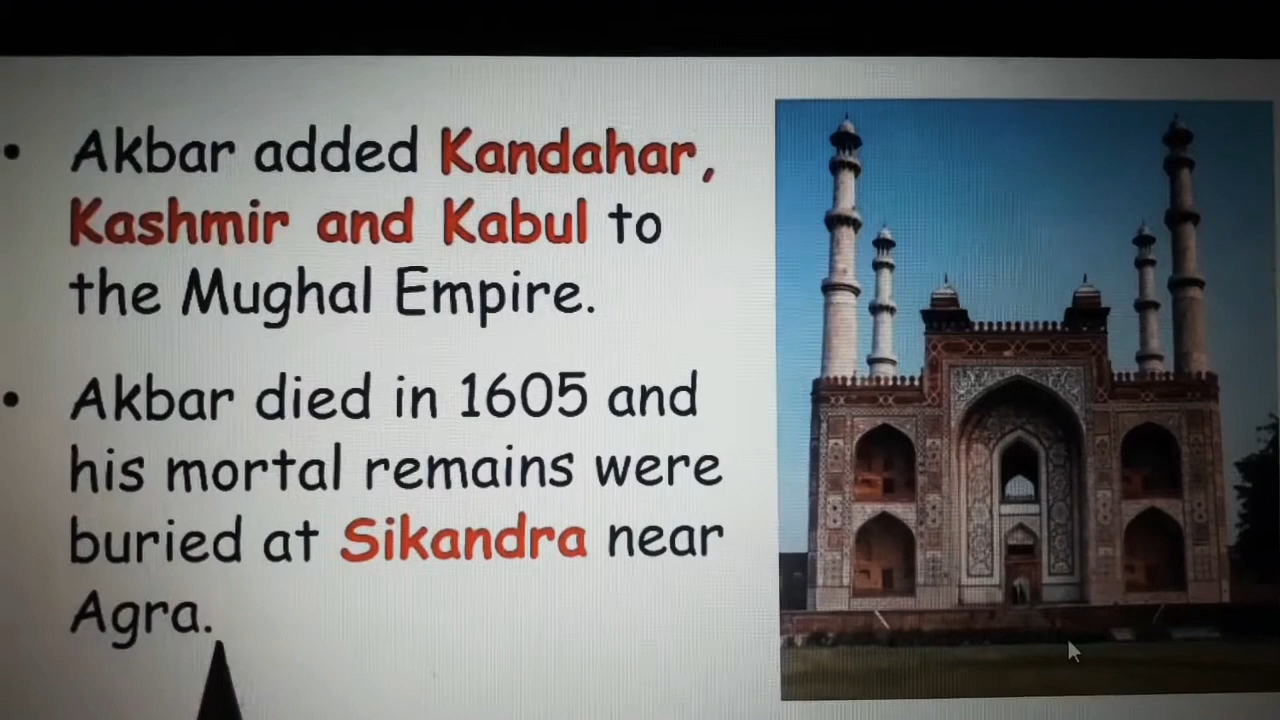 • Akbar added Kandahar,
Kashmir and Kabul to
the Mughal Empire.
• Akbar died in 1605 and
his mortal remains were
buried at Sikandra near
Agra.